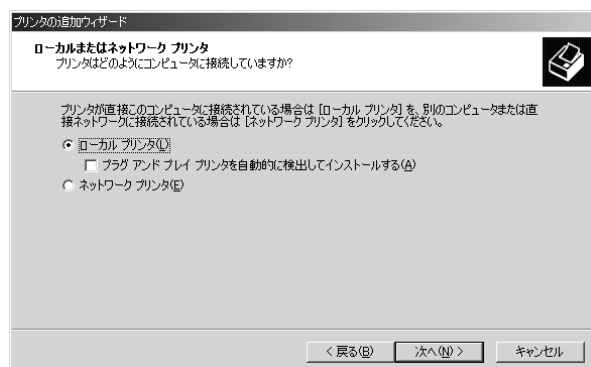 プリンタの追加ウィザード
ローカルまたはネットワーク プリンタ
プリンタはどのようにコンピュータに接続していますか?
プリンタが直接このコンピュータに接続されている場合は [ローカル プリンタ] を、別のコンピュータまたは直
接ネットワークに接続されている場合は [ネットワーク プリンタ] をクリックしてください。
ローカル プリンタ(L)
プラグ アンド プレイ プリンタを自動的に検出してインストールする(A)
ネットワーク プリンタ(E)
< 戻る(B) 次へ(N) > キャンセル